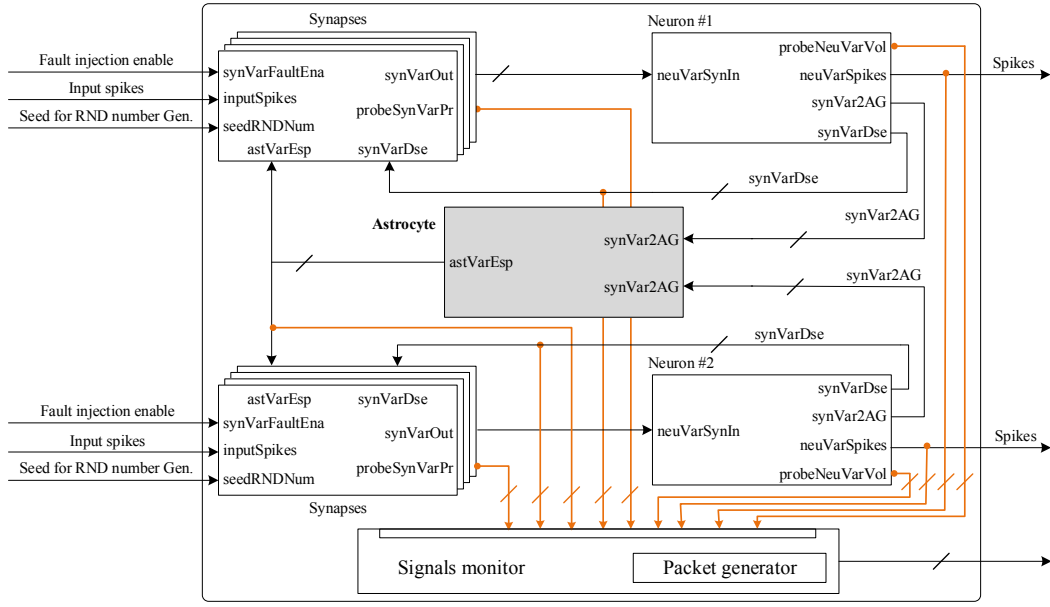 Synapses
Neuron #1
Fault injection enable
synVarFaultEna
synVarOut
Input spikes
inputSpikes
probeSynVarPr
Seed for RND number Gen.
seedRNDNum
astVarEsp
synVarDse
neuVarSynIn
probeNeuVarVol
neuVarSpikes
synVar2AG
synVarDse
Spikes
synVarDse
synVar2AG
Astrocyte
synVar2AG
astVarEsp
synVar2AG
synVar2AG
synVarDse
Neuron #2
astVarEsp
synVarDse
Fault injection enable
synVarFaultEna
synVarOut
Input spikes
inputSpikes
probeSynVarPr
Seed for RND number Gen.
seedRNDNum
Synapses
neuVarSynIn
synVarDse
synVar2AG
neuVarSpikes
probeNeuVarVol
Spikes
Signals monitor
Packet generator